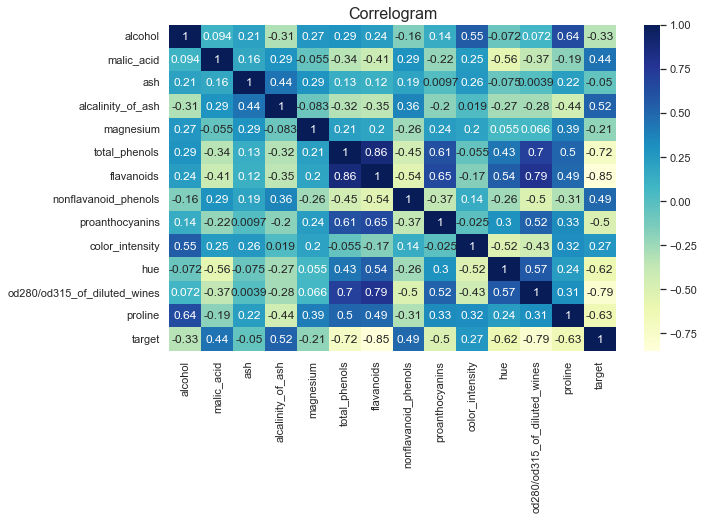 Correlogram
alcohol 1 0.094 0.21 -0.31 0.27 0.29 0.24 -0.16 0.14 0.55 -0.072 0.072 0.64 -0.33
malic_acid 0.094 1 0.16 0.29 -0.055 -0.34 -0.41 0.29 -0.22 0.25 -0.56 -0.37 -0.19 0.44
ash 0.21 0.16 1 0.44 0.29 0.13 0.12 0.19 0.0097 0.26 -0.075 0.0039 0.22 -0.05
alcalinity_of_ash -0.31 0.29 0.44 1 -0.083 -0.32 -0.35 0.36 -0.2 0.019 -0.27 -0.28 -0.44 0.52
magnesium 0.27 -0.055 0.29 -0.083 1 0.21 0.2 -0.26 0.24 0.2 0.055 0.066 0.39 -0.21
total_phenols 0.29 -0.34 0.13 -0.32 0.21 1 0.86 -0.45 0.61 -0.055 0.43 0.7 0.5 -0.72
flavanoids 0.24 -0.41 0.12 -0.35 0.2 0.86 1 -0.54 0.65 -0.17 0.54 0.79 0.49 -0.85
nonflavanoid_phenols -0.16 0.29 0.19 0.36 -0.26 -0.45 -0.54 1 -0.37 0.14 -0.26 -0.5 -0.31 0.49
proanthocyanins 0.14 -0.22 0.0097 -0.2 0.24 0.61 0.65 -0.37 1 -0.025 0.3 0.52 0.33 -0.5
color_intensity 0.55 0.25 0.26 0.019 0.2 -0.055 -0.17 0.14 -0.025 1 -0.52 -0.43 0.32 0.27
hue -0.072 -0.56 -0.075 -0.27 0.055 0.43 0.54 -0.26 0.3 -0.52 1 0.57 0.24 -0.62
od280/od315_of_diluted_wines 0.072 -0.37 0.0039 -0.28 0.066 0.7 0.79 -0.5 0.52 -0.43 0.57 1 0.31 -0.79
proline 0.64 -0.19 0.22 -0.44 0.39 0.5 0.49 -0.31 0.33 0.32 0.24 0.31 1 -0.63
target -0.33 0.44 -0.05 0.52 -0.21 -0.72 -0.85 0.49 -0.5 0.27 -0.62 -0.79 -0.63 1
alcohol
malic_acid
ash
alcalinity_of_ash
magnesium
total_phenols
flavanoids
nonflavanoid_phenols
proanthocyanins
color_intensity
hue
od280/od315_of_diluted_wines
proline
target
1.00
0.75
0.50
0.25
0.00
-0.25
-0.50
-0.75